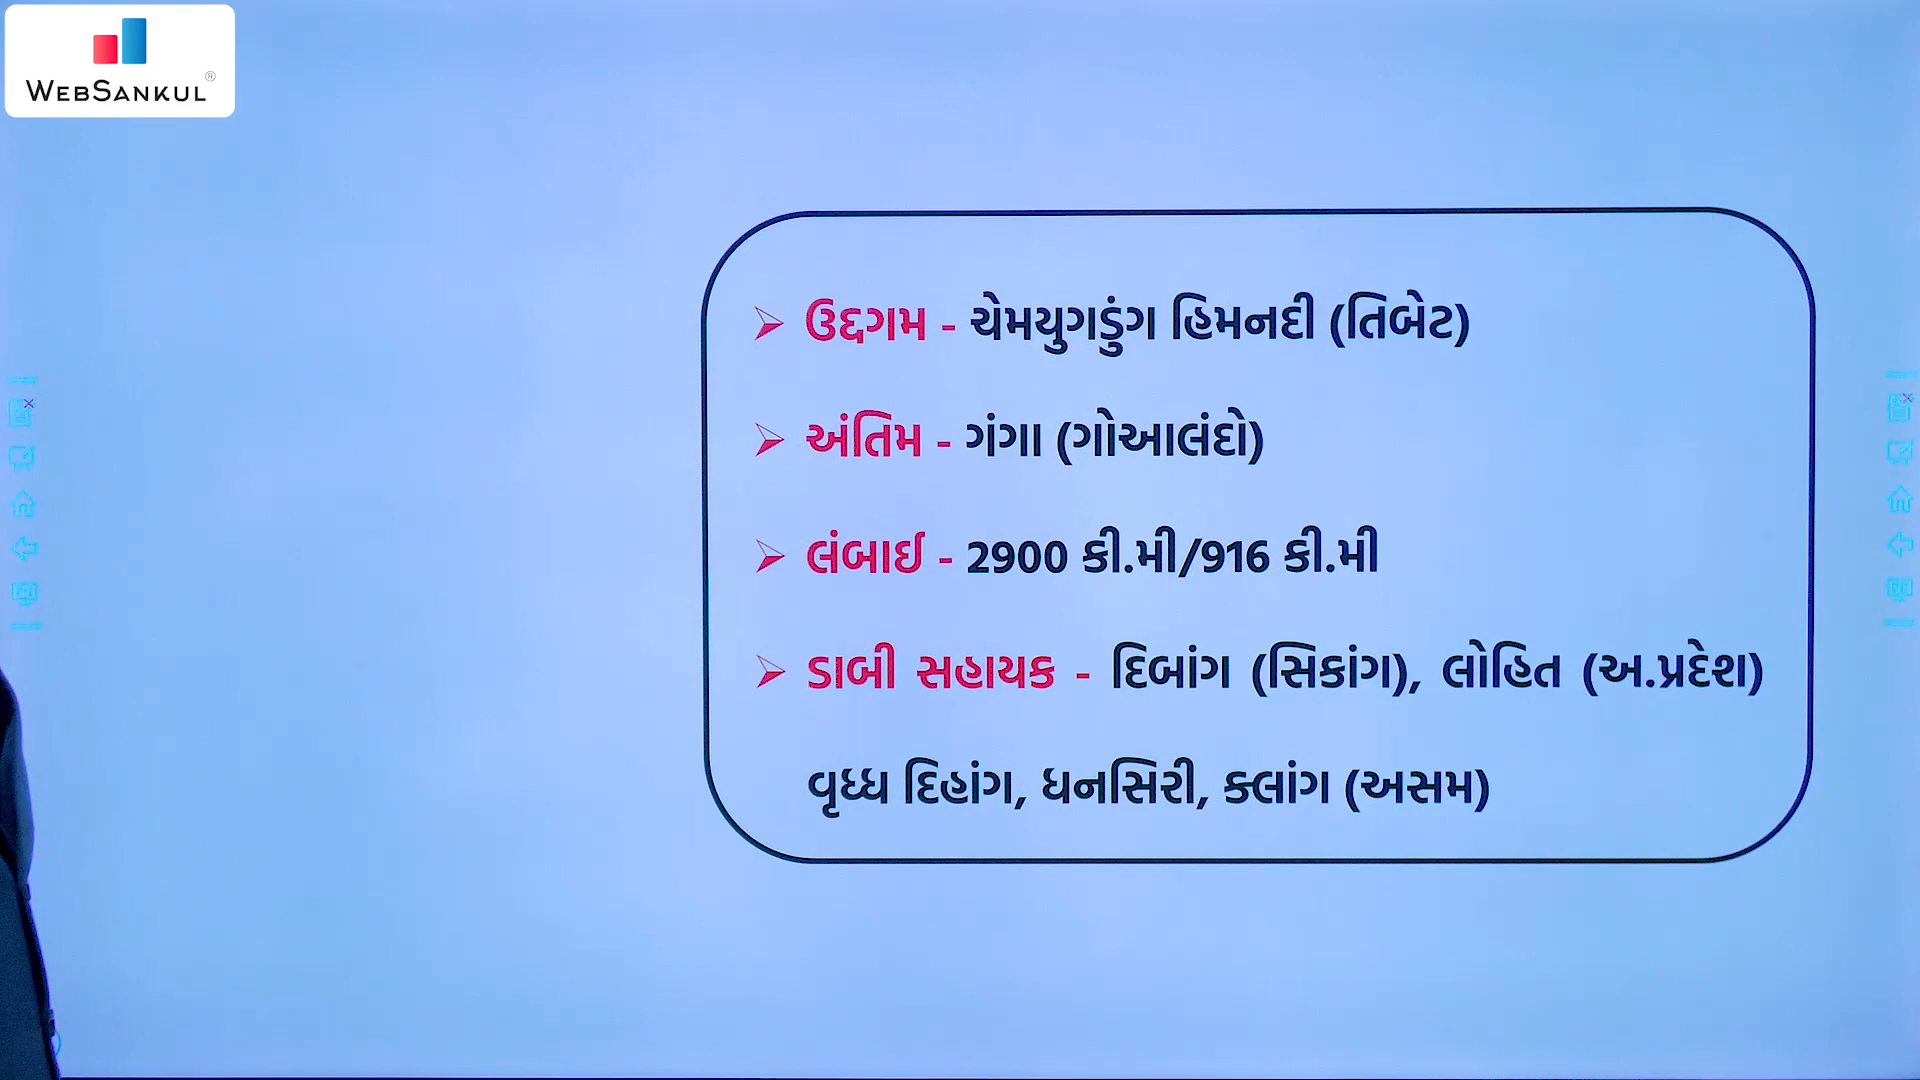 WEBSANKUL®
➢ ઉદ્દગમ - ચેમયુગડુંગ હિમનદી (તિબેટ)
➢ અંતિમ - ગંગા (ગોઆલંદો)
➢ લંબાઈ - 2900 કી.મી/916 કી.મી
➢ ડાબી સહાયક - દિબાંગ (સિકાંગ), લોહિત (અ.પ્રદેશ)
વૃધ્ધ દિહાંગ, ધનસિરી, ક્લાંગ (અસમ)